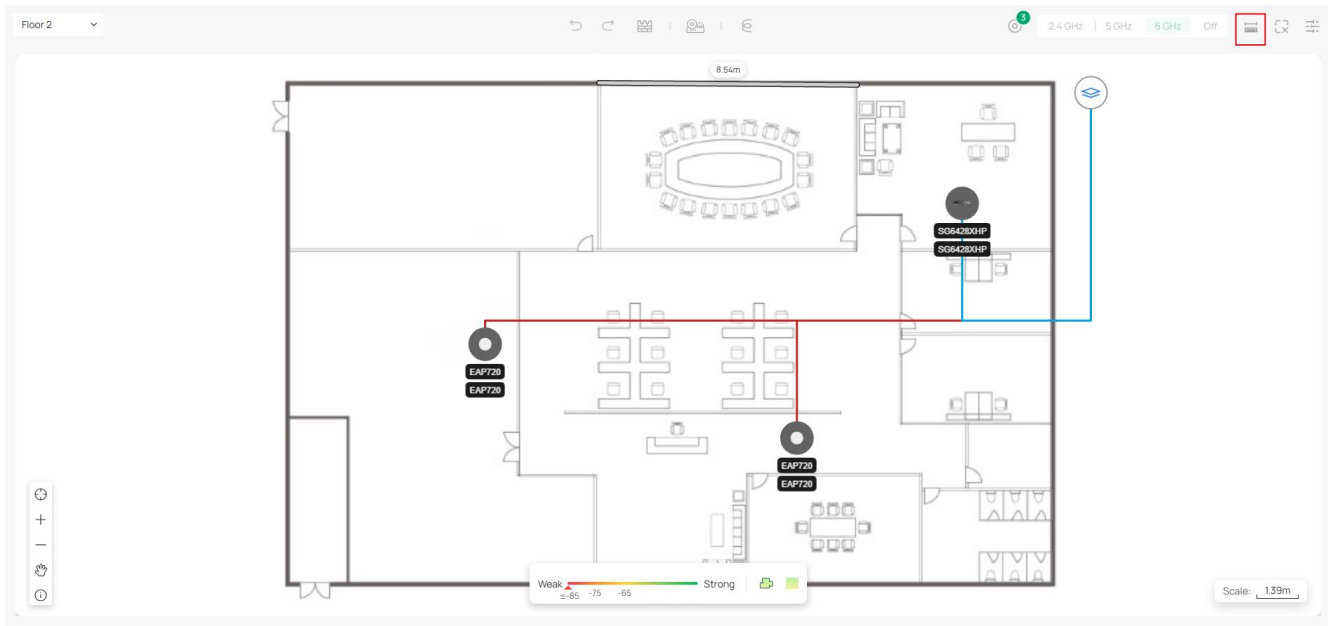 Floor 2
3
2.4 GHz | 5 GHz 6 GHz Off
8.54m
SG6428XHP
SG6428XHP
EAP720
EAP720
EAP720
EAP720
Weak Strong
≤-85 -75 -65
Scale: 1.39m